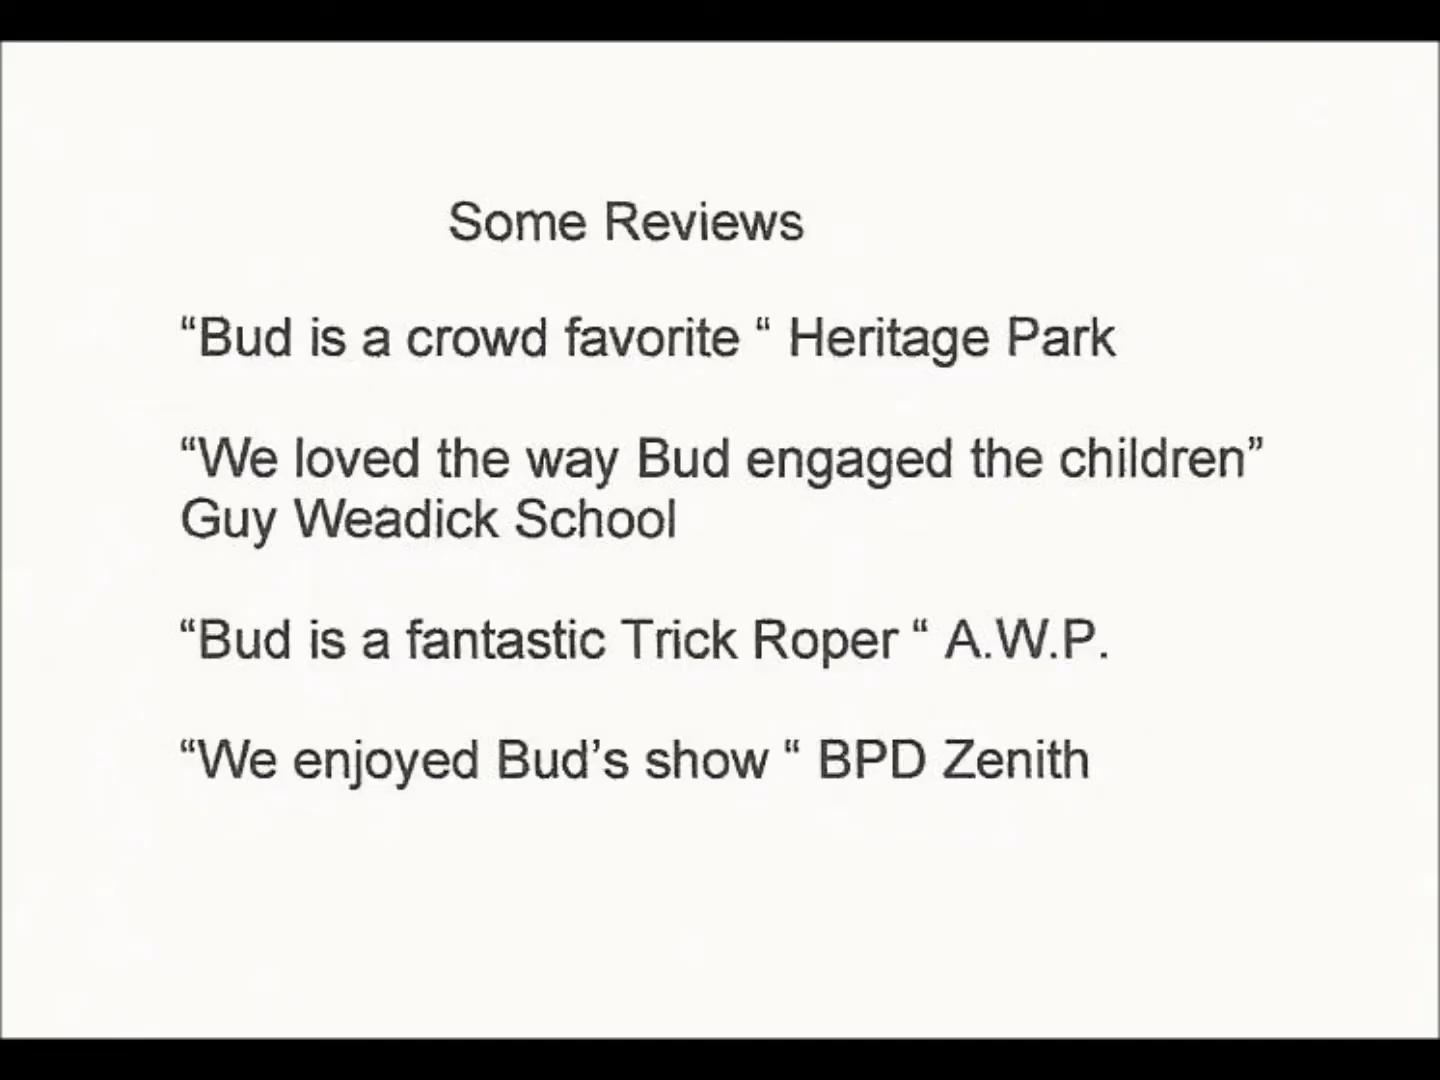 Some Reviews
“Bud is a crowd favorite “ Heritage Park
“We loved the way Bud engaged the children”
Guy Weadick School
“Bud is a fantastic Trick Roper “ A.W.P.
“We enjoyed Bud’s show “ BPD Zenith